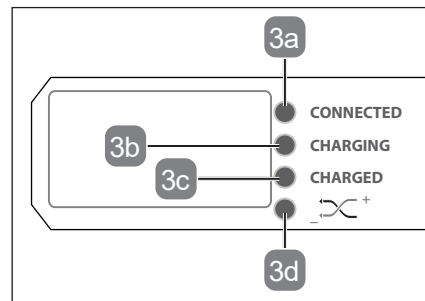 3a
CONNECTED
3b CHARGING
3c CHARGED
– +
3d